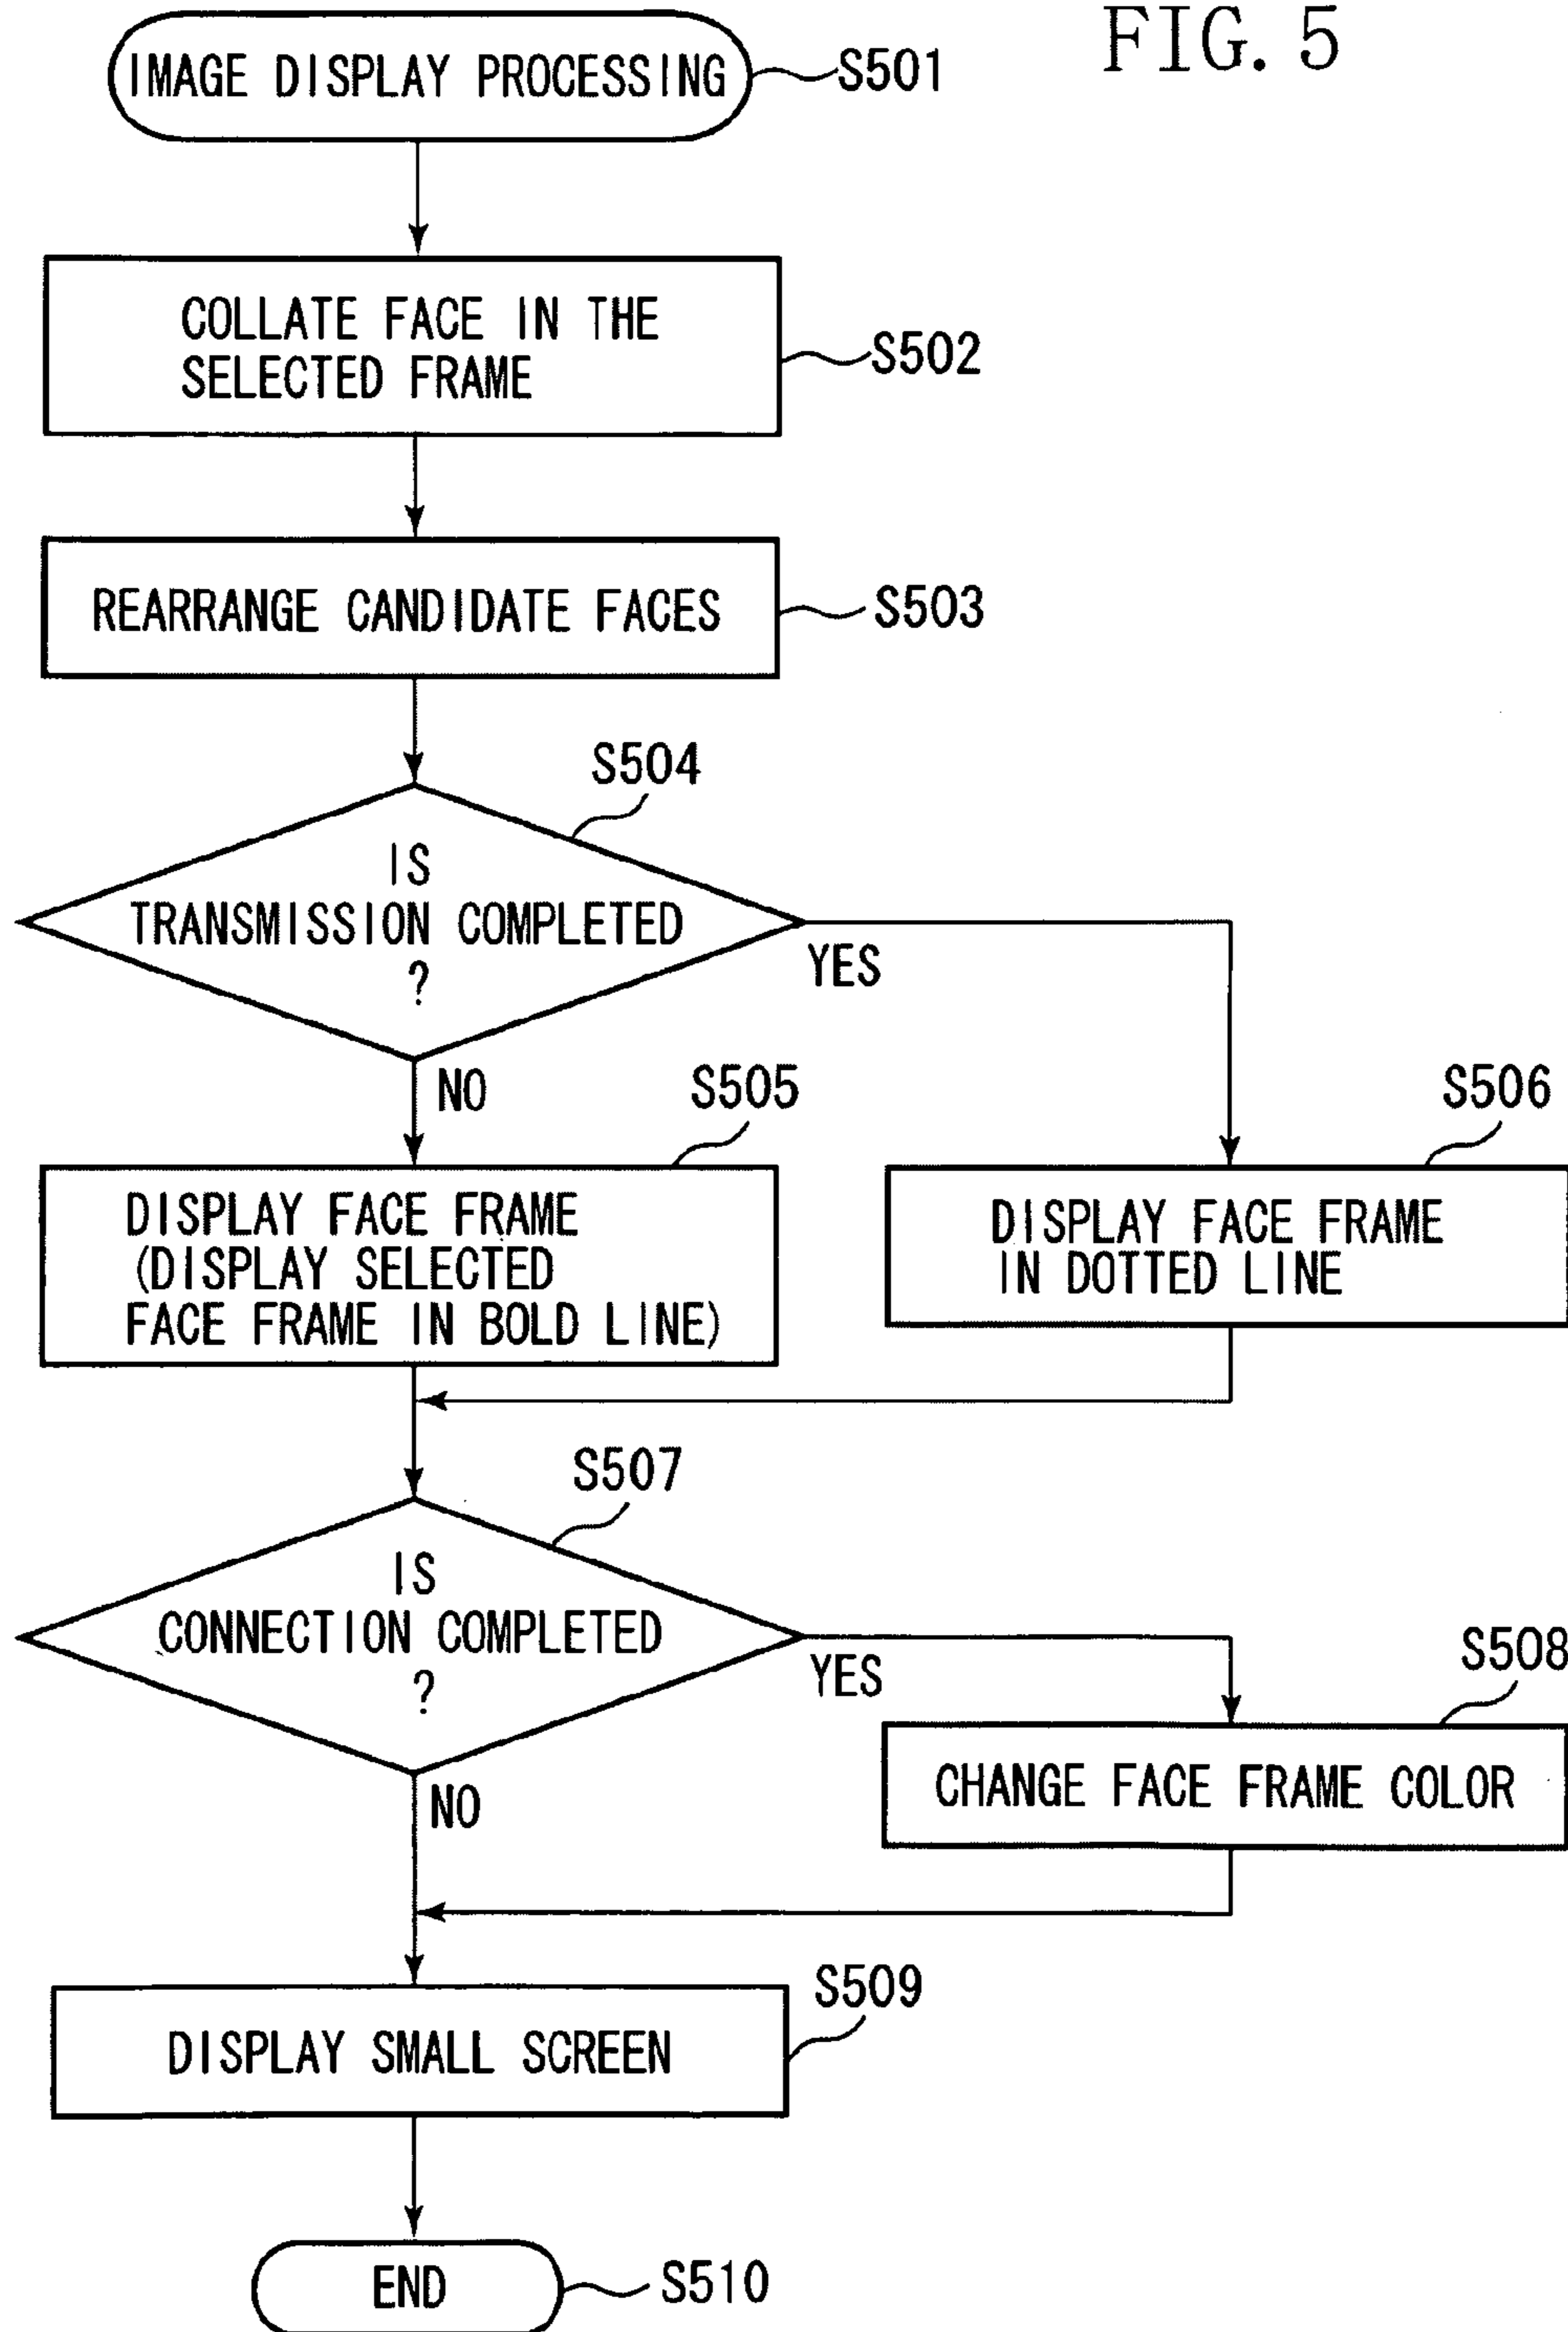 FIG. 5
IMAGE DISPLAY PROCESSING
S501
COLLATE FACE IN THE
SELECTED FRAME
S502
REARRANGE CANDIDATE FACES
S503
S504
IS
TRANSMISSION COMPLETED
?
YES
NO
S505
DISPLAY FACE FRAME
(DISPLAY SELECTED
FACE FRAME IN BOLD LINE)
S506
DISPLAY FACE FRAME
IN DOTTED LINE
S507
IS
CONNECTION COMPLETED
?
YES
NO
S508
CHANGE FACE FRAME COLOR
S509
DISPLAY SMALL SCREEN
END
S510